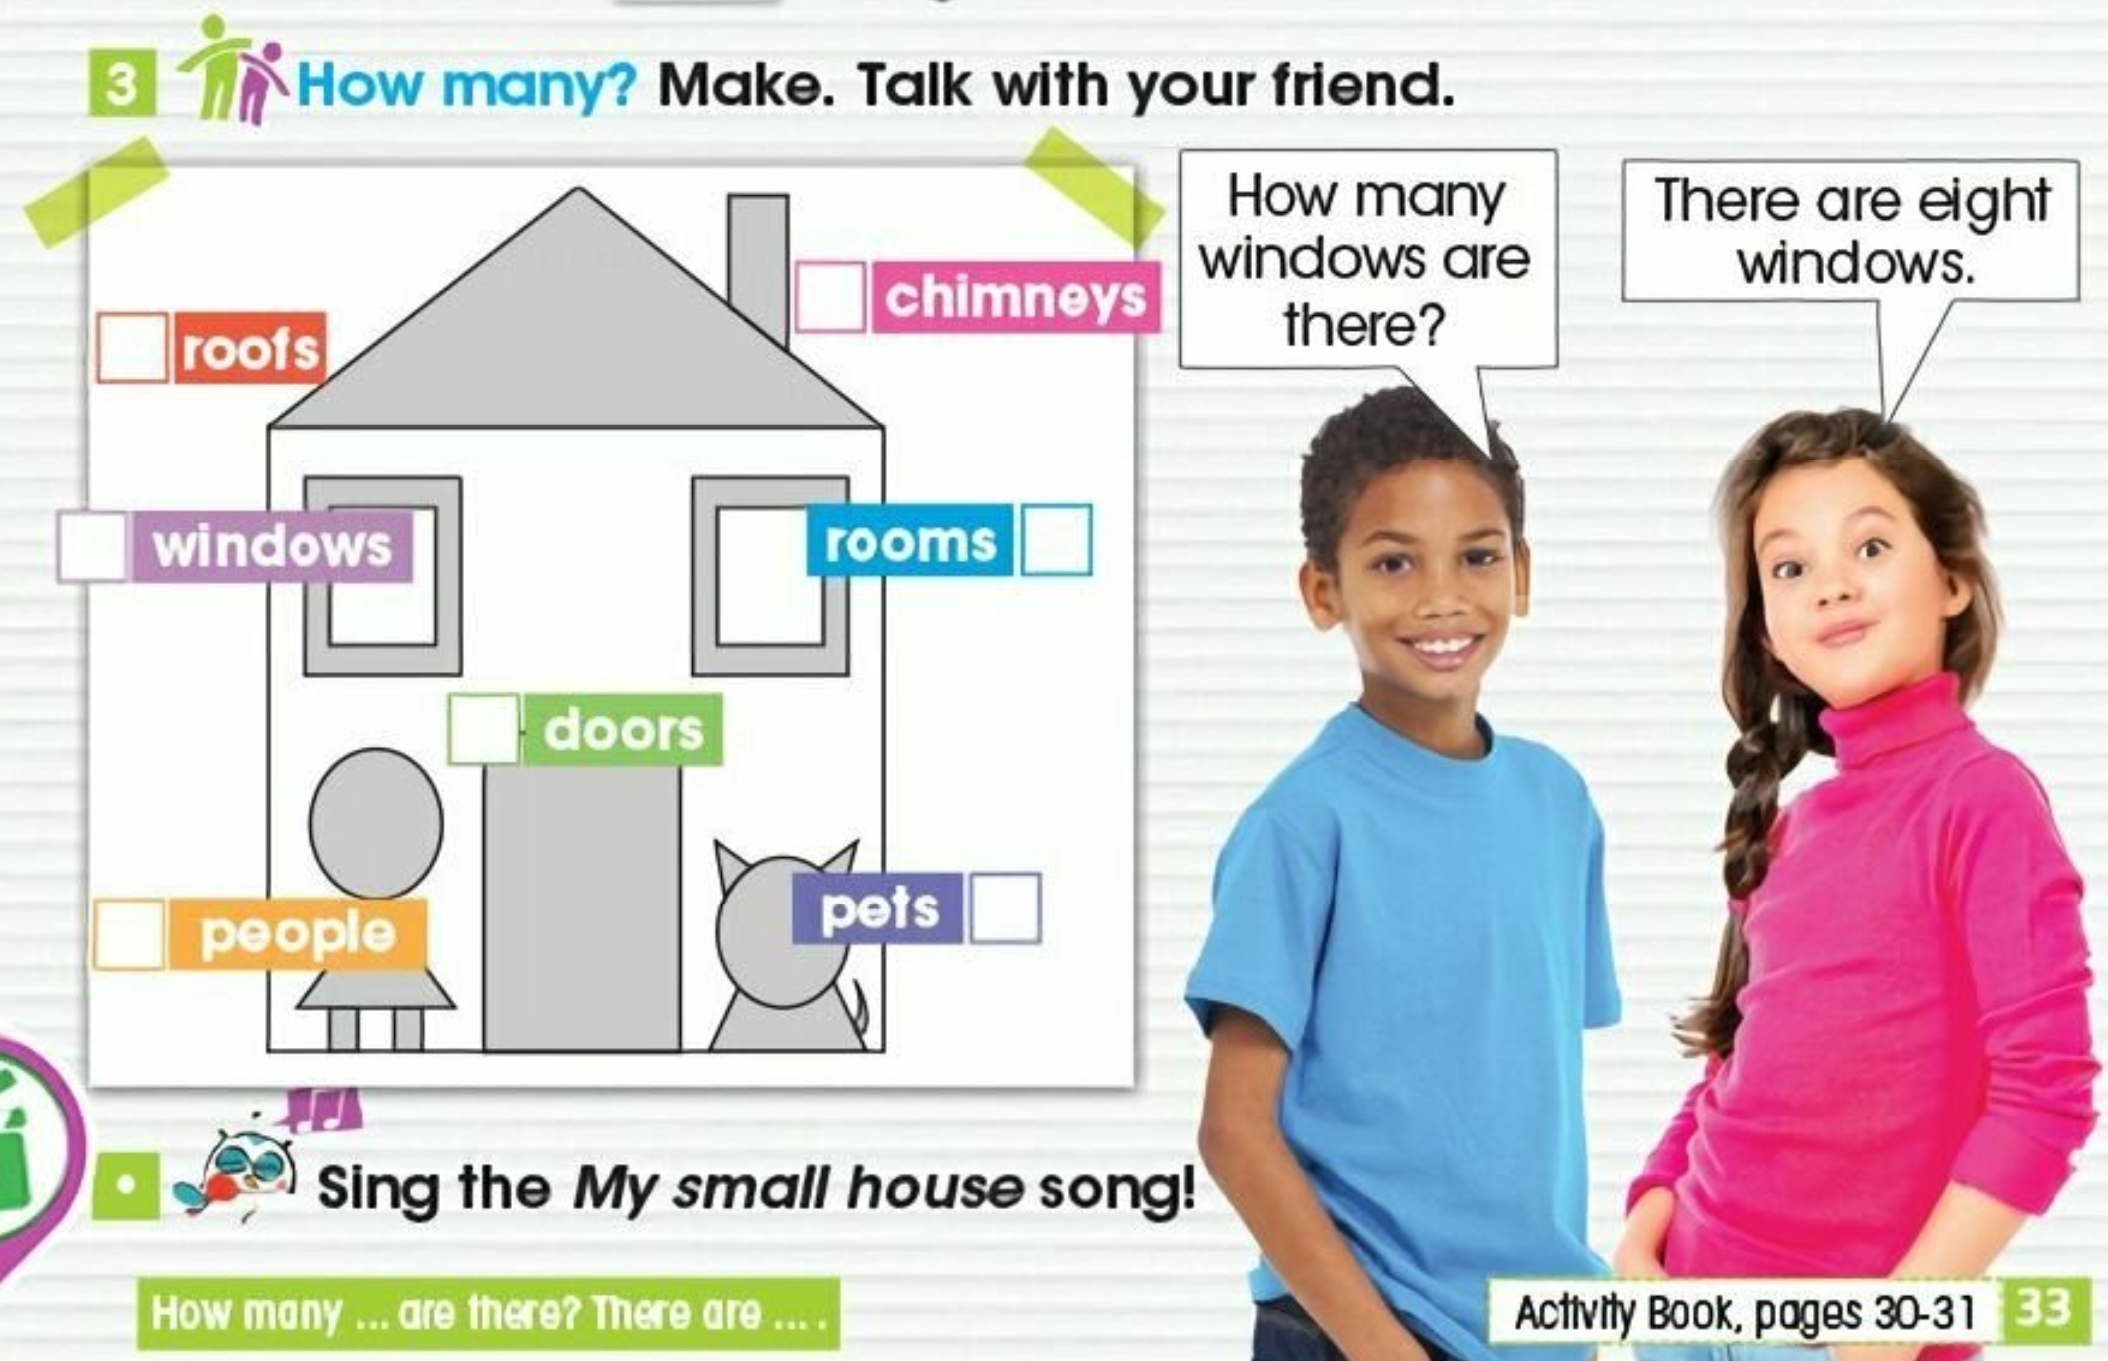 3 How many? Make. Talk with your friend.
How many
windows are
there?
There are eight
windows.
chimneys
roofs
windows
rooms
doors
people
pets
• Sing the My small house song!
How many ... are there? There are ... .
Activity Book, pages 30-31 33